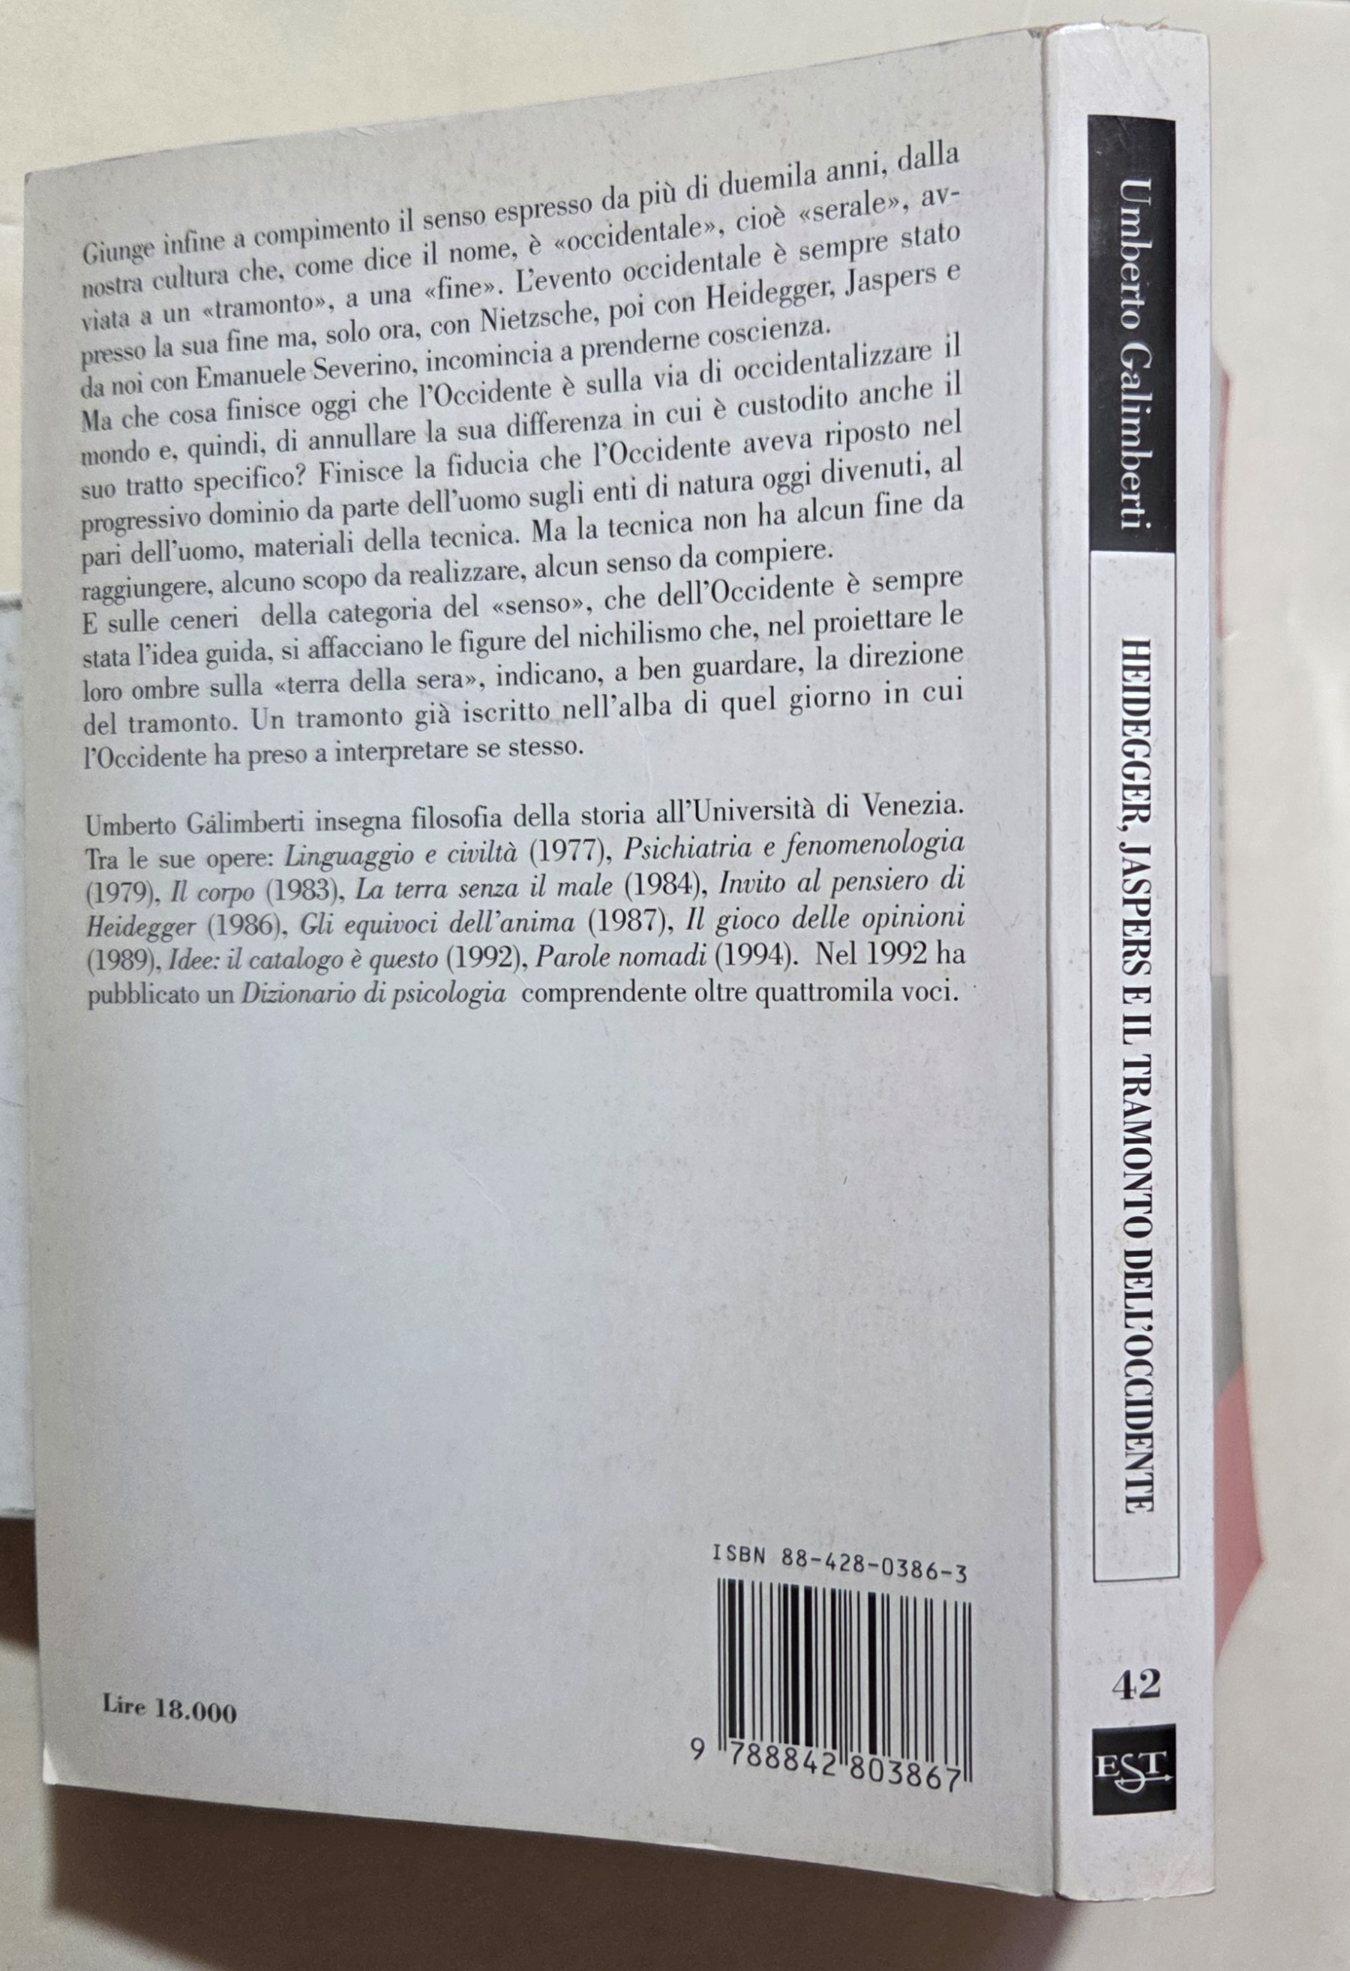 Giunge infine a compimento il senso espresso da più di duemila anni, dalla
nostra cultura che, come dice il nome, è «occidentale», cioè «serale», av-
viata a un «tramonto», a una «fine». L'evento occidentale è sempre stato
presso la sua fine ma, solo ora, con Nietzsche, poi con Heidegger, Jaspers e
da noi con Emanuele Severino, incomincia a prenderne coscienza.
Ma che cosa finisce oggi che l'Occidente è sulla via di occidentalizzare il
mondo e, quindi, di annullare la sua differenza in cui è custodito anche il
suo tratto specifico? Finisce la fiducia che l'Occidente aveva riposto nel
progressivo dominio da parte dell'uomo sugli enti di natura oggi divenuti, al
pari dell'uomo, materiali della tecnica. Ma la tecnica non ha alcun fine da
raggiungere, alcuno scopo da realizzare, alcun senso da compiere.
E sulle ceneri della categoria del «senso», che dell'Occidente è sempre
stata l'idea guida, si affacciano le figure del nichilismo che, nel proiettare le
loro ombre sulla «terra della sera», indicano, a ben guardare, la direzione
del tramonto. Un tramonto già iscritto nell'alba di quel giorno in cui
l'Occidente ha preso a interpretare se stesso.
Umberto Galimberti insegna filosofia della storia all'Università di Venezia.
Tra le sue opere: Linguaggio e civiltà (1977), Psichiatria e fenomenologia
(1979), Il corpo (1983), La terra senza il male (1984), Invito al pensiero di
Heidegger (1986), Gli equivoci dell'anima (1987), Il gioco delle opinioni
(1989), Idee: il catalogo è questo (1992), Parole nomadi (1994). Nel 1992 ha
pubblicato un Dizionario di psicologia comprendente oltre quattromila voci.
ISBN 88-428-0386-3
9 788842 803867
Lire 18.000
Umberto Galimberti
HEIDEGGER, JASPERS E IL TRAMONTO DELL'OCCIDENTE
42
EST